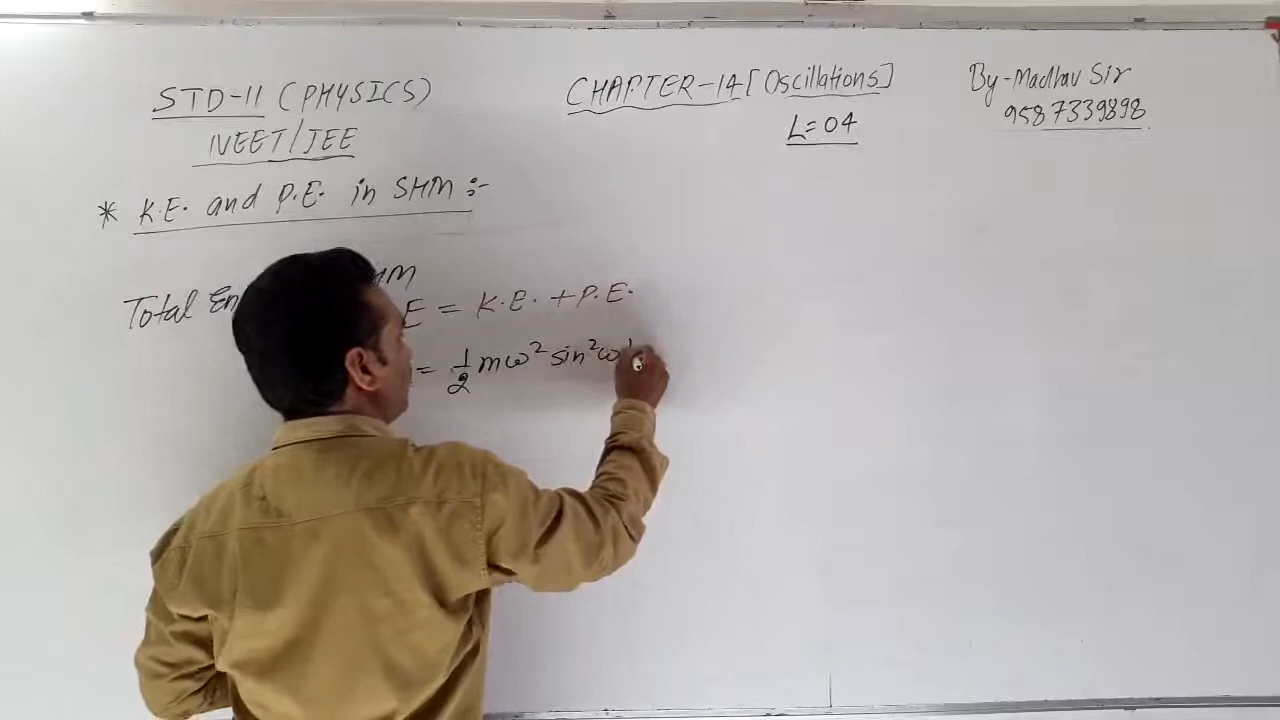 STD-11 (PHYSICS)
NEET/JEE
CHAPTER-14 [Oscillations]
L=04
By-Madhav Sir
9587339898
* K.E. and P.E. in SHM :-
Total
E = K.E. + P.E.
= 1/2 mω² sin²ω